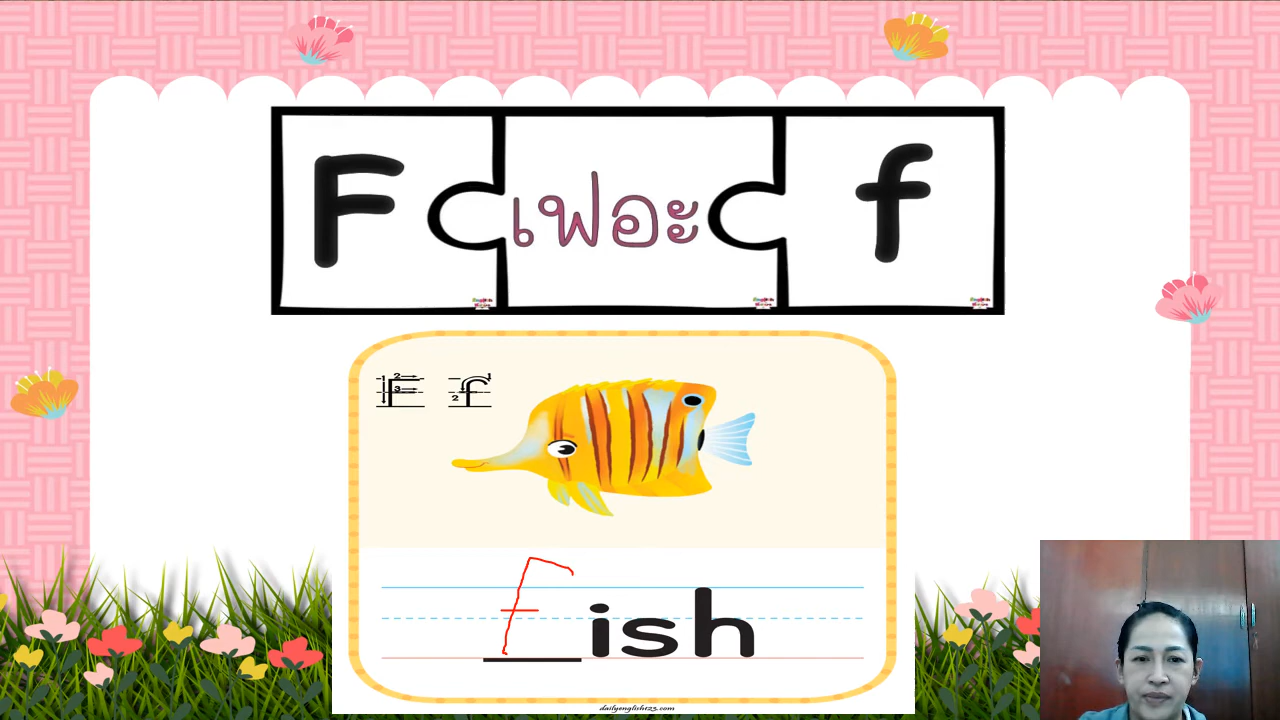 F เฟอะ f
F f
fish
dailyenglish123.com